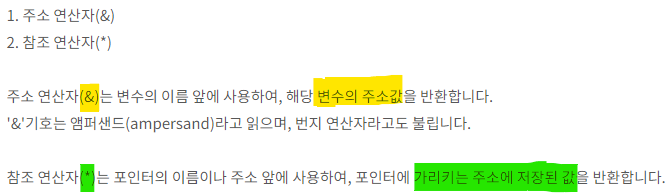 1. 주소 연산자(&)
2. 참조 연산자(*)
주소 연산자(&)는 변수의 이름 앞에 사용하여, 해당 변수의 주소값을 반환합니다.
'&'기호는 앰퍼샌드(ampersand)라고 읽으며, 번지 연산자라고도 불립니다.
참조 연산자(*)는 포인터의 이름이나 주소 앞에 사용하여, 포인터에 가리키는 주소에 저장된 값을 반환합니다.